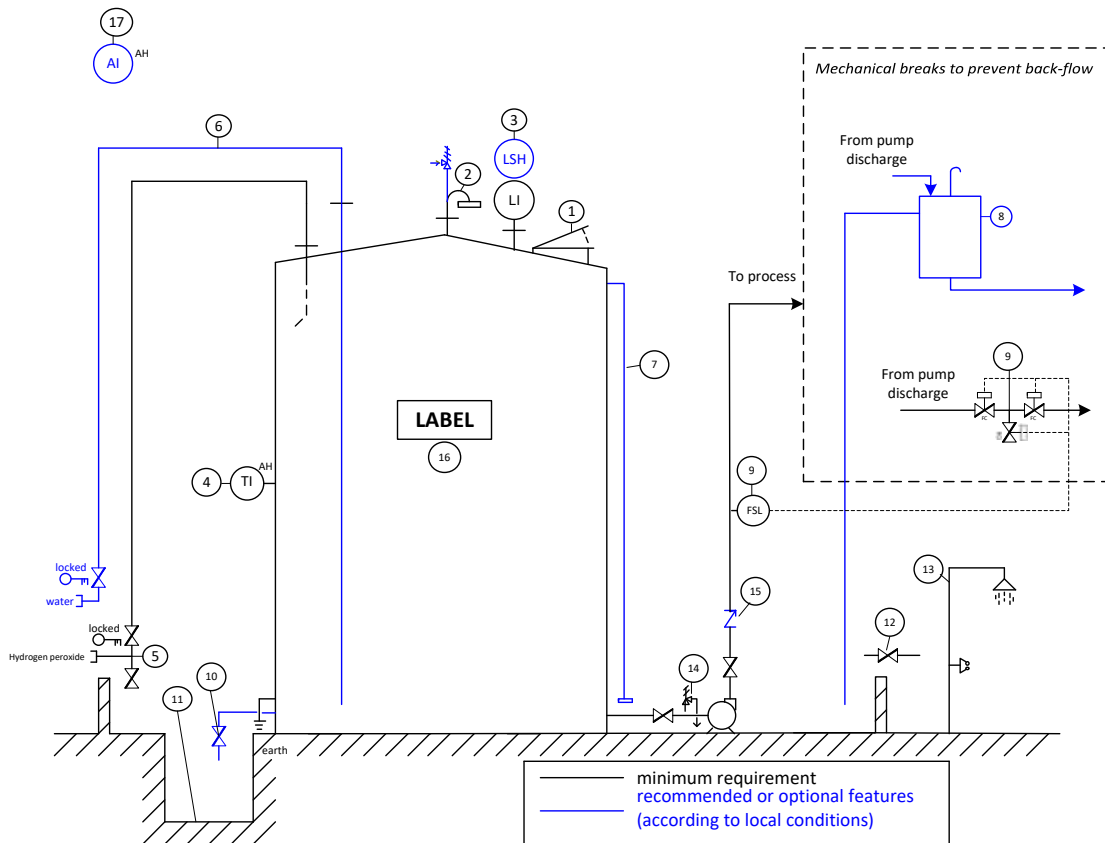 17
AI
AH
Mechanical breaks to prevent back-flow
6
3
LSH
2
LI
1
From pump
discharge
8
To process
7
9
From pump
discharge
FC
FC
LABEL
16
AH
4
TI
9
FSL
locked
water
15
13
locked
12
Hydrogen peroxide
5
14
10
11
earth
minimum requirement
recommended or optional features
(according to local conditions)